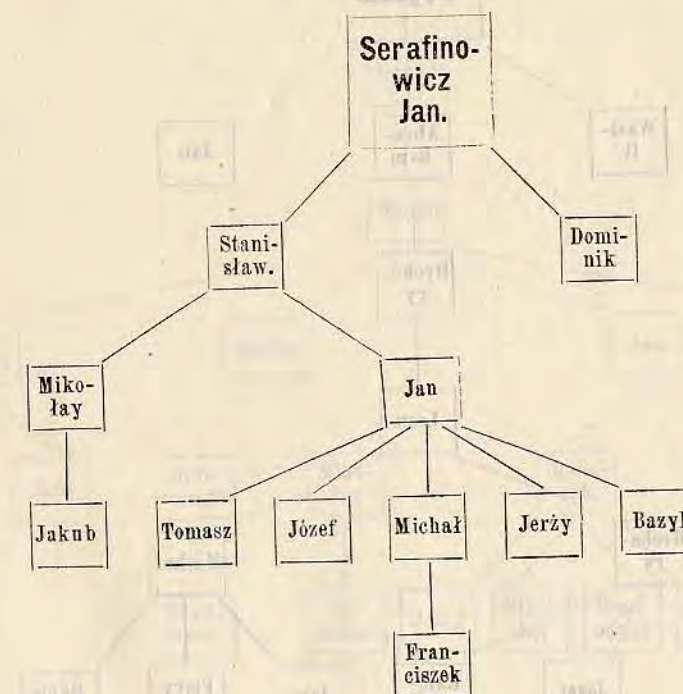 Serafino-
wicz
Jan.
Stani-
sław.
Domi-
nik
Miko-
łay
Jan
Jakub
Tomasz
Józef
Michał
Jerży
Bazyl
Fran-
ciszek